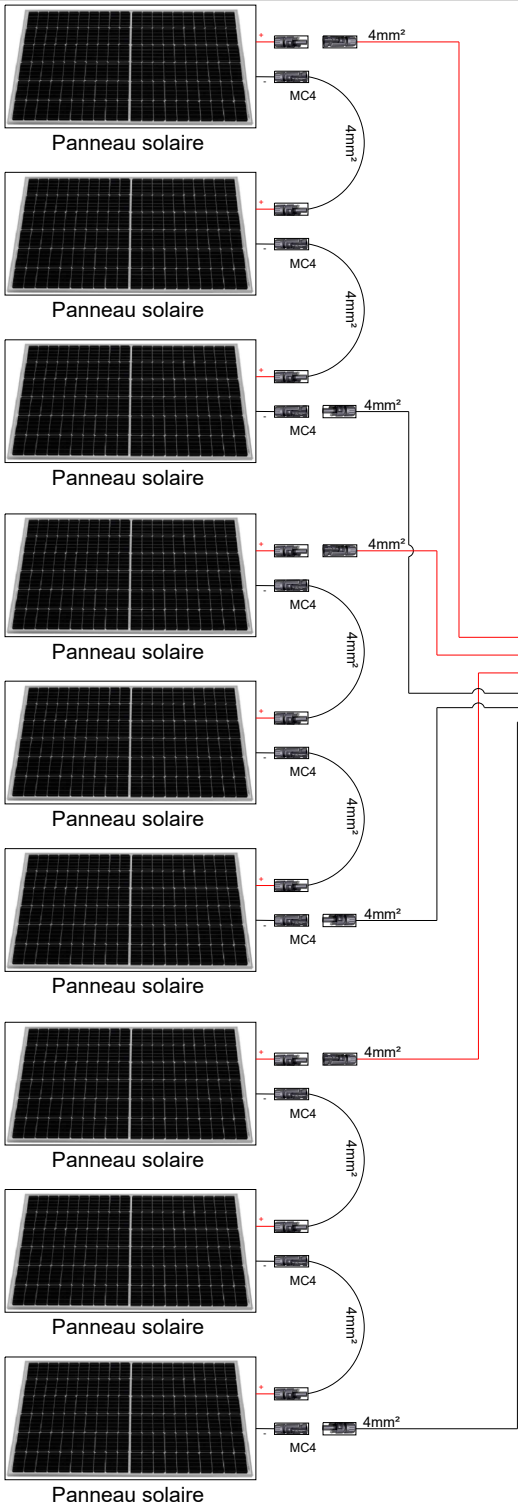 +
4mm²
-
MC4
4mm²
Panneau solaire
+
-
MC4
4mm²
Panneau solaire
+
4mm²
-
MC4
Panneau solaire
+
4mm²
-
MC4
4mm²
Panneau solaire
+
-
MC4
4mm²
Panneau solaire
+
-
4mm²
MC4
Panneau solaire
+
4mm²
-
MC4
4mm²
Panneau solaire
+
-
MC4
4mm²
Panneau solaire
+
-
4mm²
MC4
Panneau solaire